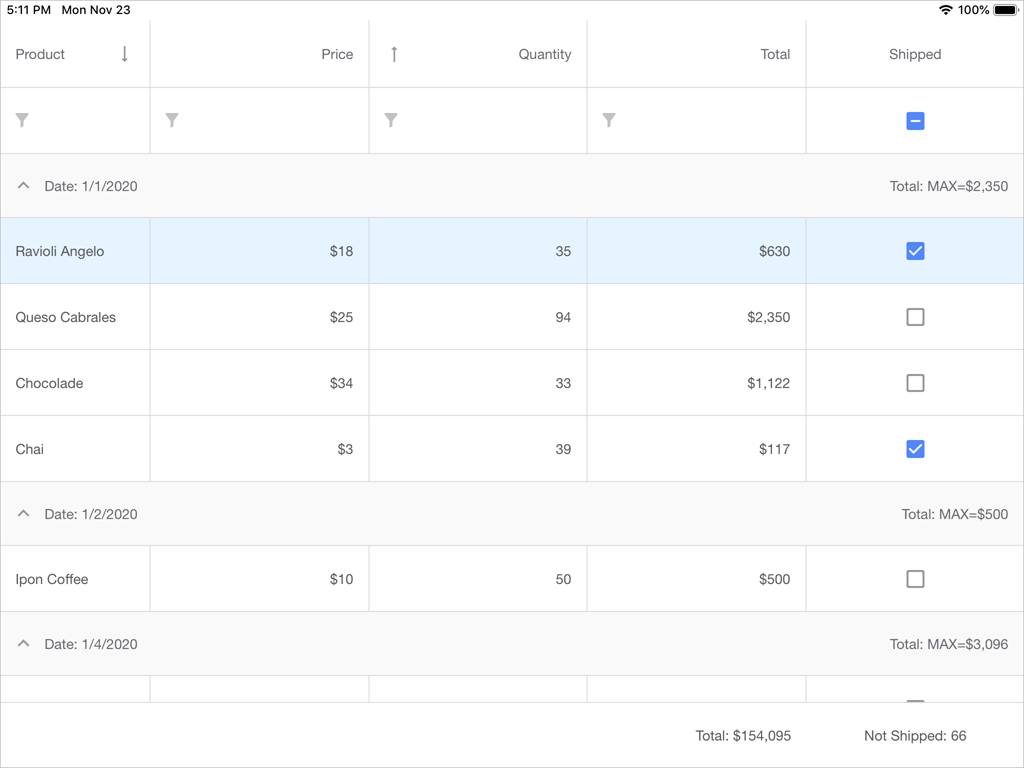 5:11 PM Mon Nov 23 100%
Product Price Quantity Total Shipped
Date: 1/1/2020 Total: MAX=$2,350
Ravioli Angelo $18 35 $630
Queso Cabrales $25 94 $2,350
Chocolade $34 33 $1,122
Chai $3 39 $117
Date: 1/2/2020 Total: MAX=$500
Ipon Coffee $10 50 $500
Date: 1/4/2020 Total: MAX=$3,096
Total: $154,095 Not Shipped: 66